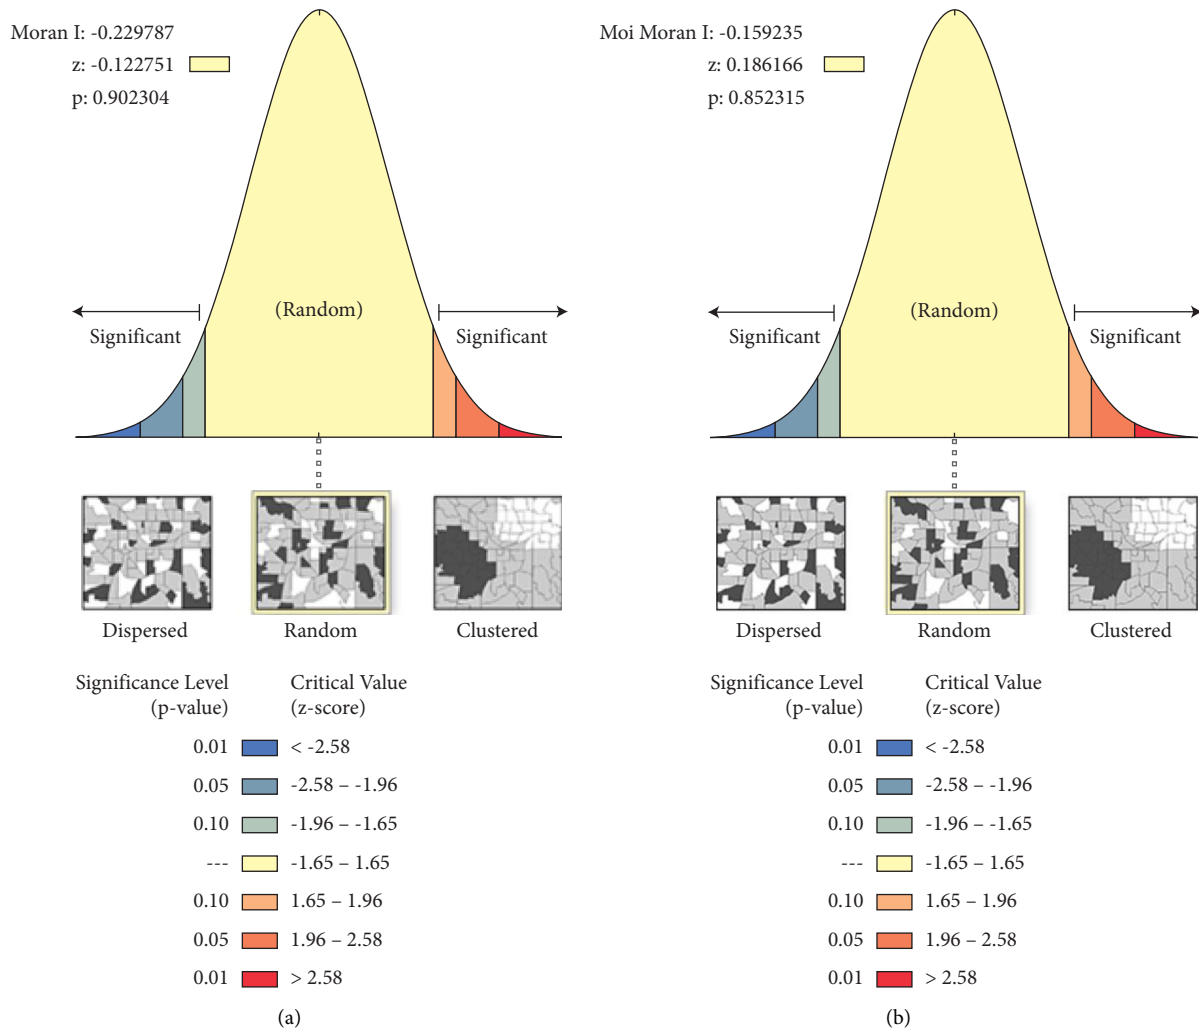 Moran I: -0.229787
z: -0.122751
p: 0.902304
(Random)
Significant
Significant
Dispersed
Random
Clustered
Significance Level
(p-value)
Critical Value
(z-score)
0.01 < -2.58
0.05 -2.58 – -1.96
0.10 -1.96 – -1.65
--- -1.65 – 1.65
0.10 1.65 – 1.96
0.05 1.96 – 2.58
0.01 > 2.58
(a)
Moi Moran I: -0.159235
z: 0.186166
p: 0.852315
(Random)
Significant
Significant
Dispersed
Random
Clustered
Significance Level
(p-value)
Critical Value
(z-score)
0.01 < -2.58
0.05 -2.58 – -1.96
0.10 -1.96 – -1.65
--- -1.65 – 1.65
0.10 1.65 – 1.96
0.05 1.96 – 2.58
0.01 > 2.58
(b)